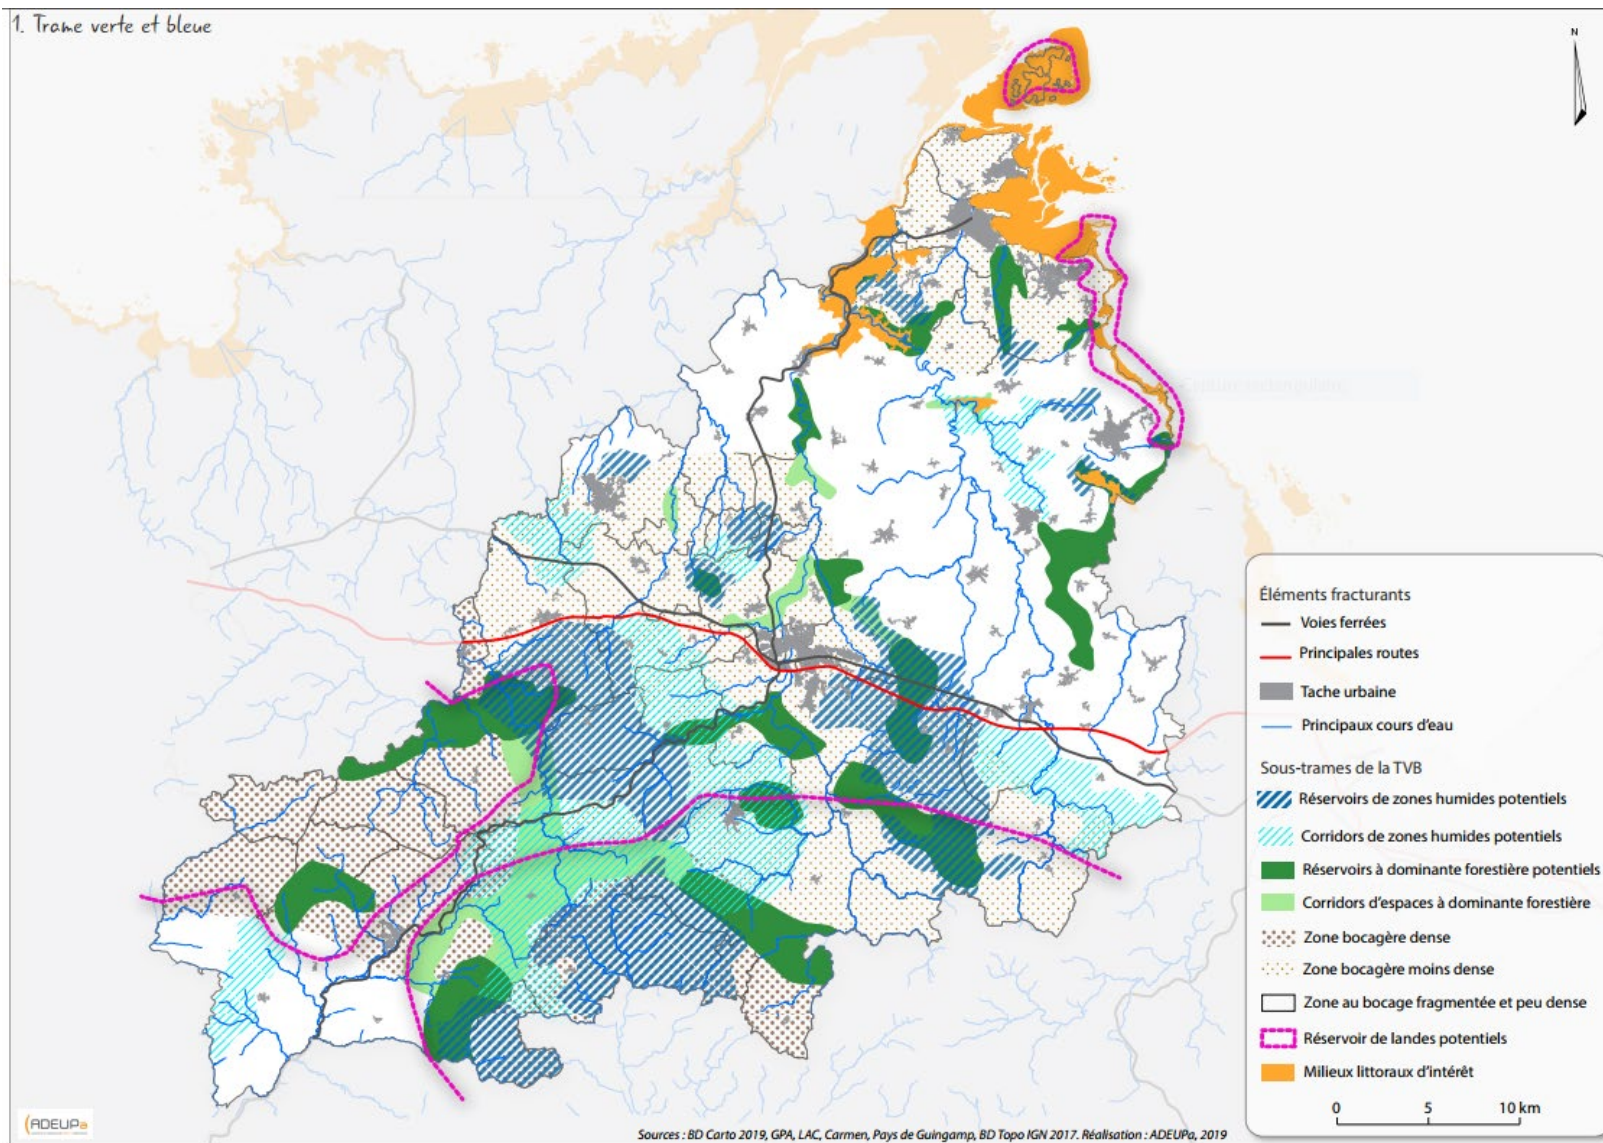 1. Trame verte et bleue
N
Éléments fracturants
Voies ferrées
Principales routes
Tache urbaine
Principaux cours d'eau
Sous-trames de la TVB
Réservoirs de zones humides potentiels
Corridors de zones humides potentiels
Réservoirs à dominante forestière potentiels
Corridors d'espaces à dominante forestière
Zone bocagère dense
Zone bocagère moins dense
Zone au bocage fragmentée et peu dense
Réservoir de landes potentiels
Milieux littoraux d'intérêt
0 5 10 km
ADEUPa
Sources : BD Carto 2019, GPA, LAC, Carmen, Pays de Guingamp, BD Topo IGN 2017. Réalisation : ADEUPa, 2019